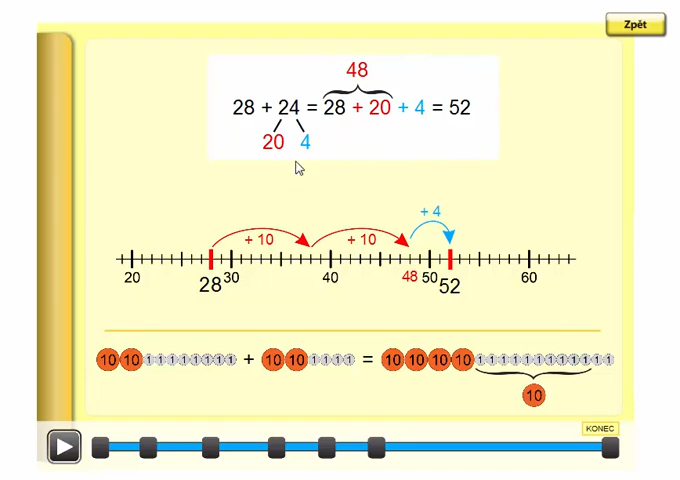 Zpět
48
28 + 24 = 28 + 20 + 4 = 52
20 4
+ 4
+ 10 + 10
20 28 30 40 48 50 52 60
10 10 1 1 1 1 1 1 1 1 + 10 10 1 1 1 1 = 10 10 10 10 1 1 1 1 1 1 1 1 1 1 1 1
10
KONEC